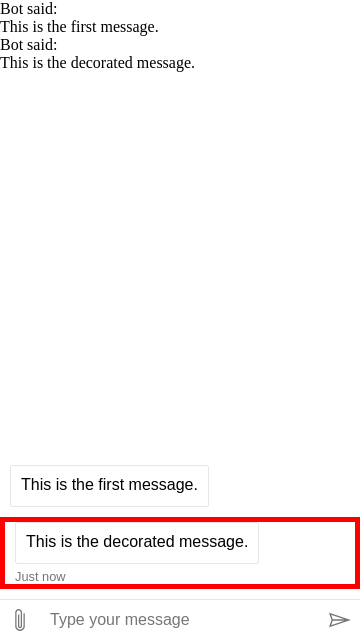 Bot said:
This is the first message.
Bot said:
This is the decorated message.
This is the first message.
This is the decorated message.
Just now
Type your message